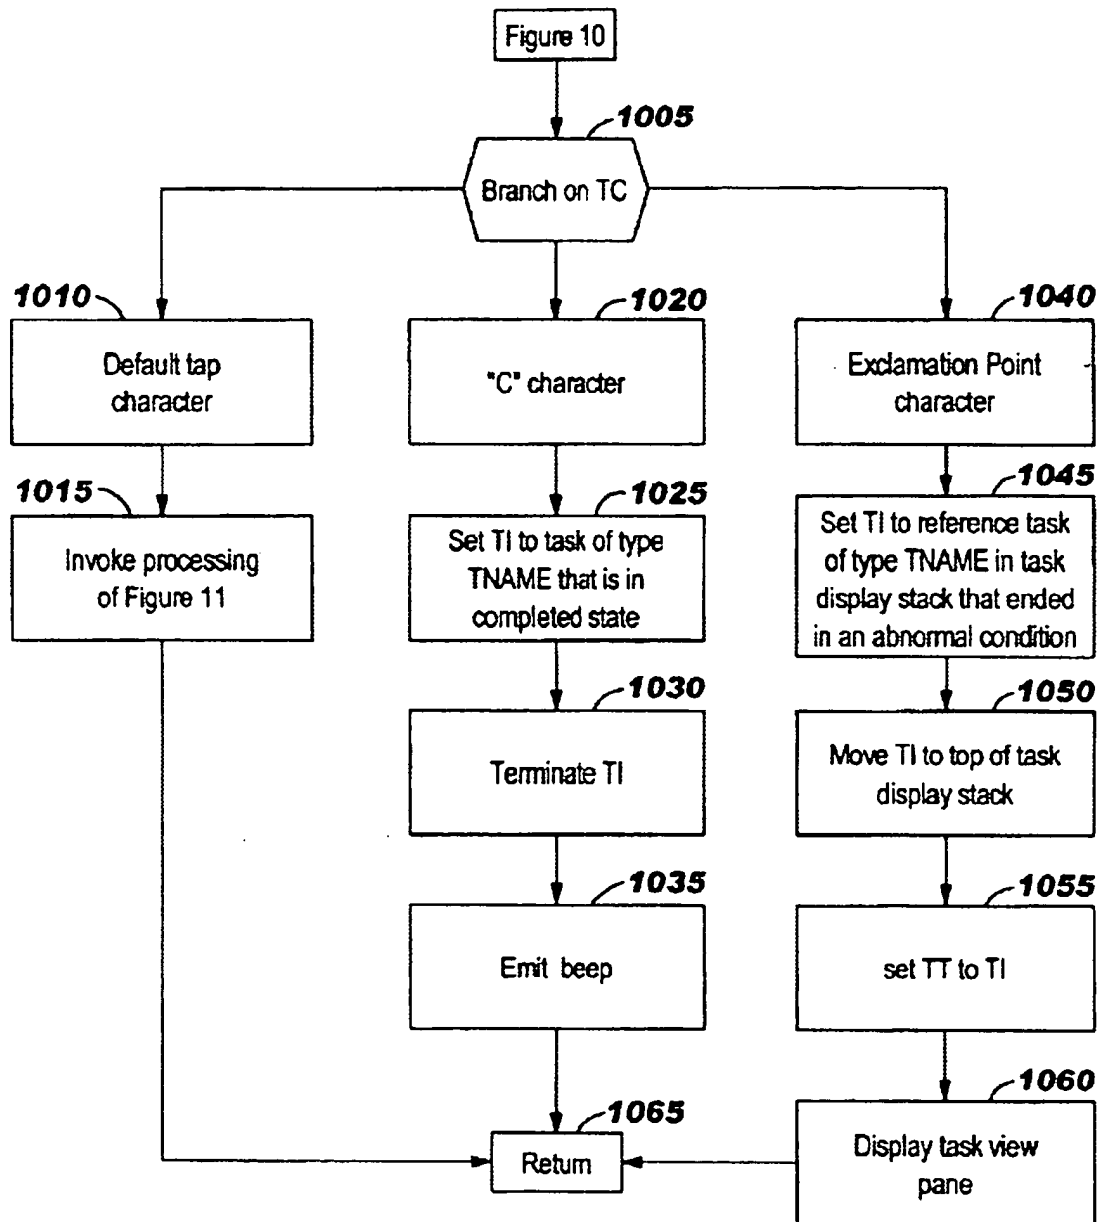 Figure 10
1005
Branch on TC
1010
Default tap
character
1020
"C" character
1040
Exclamation Point
character
1015
Invoke processing
of Figure 11
1025
Set TI to task of type
TNAME that is in
completed state
1045
Set TI to reference task
of type TNAME in task
display stack that ended
in an abnormal condition
1030
Terminate TI
1050
Move TI to top of task
display stack
1035
Emit beep
1055
set TT to TI
1065
Return
1060
Display task view
pane